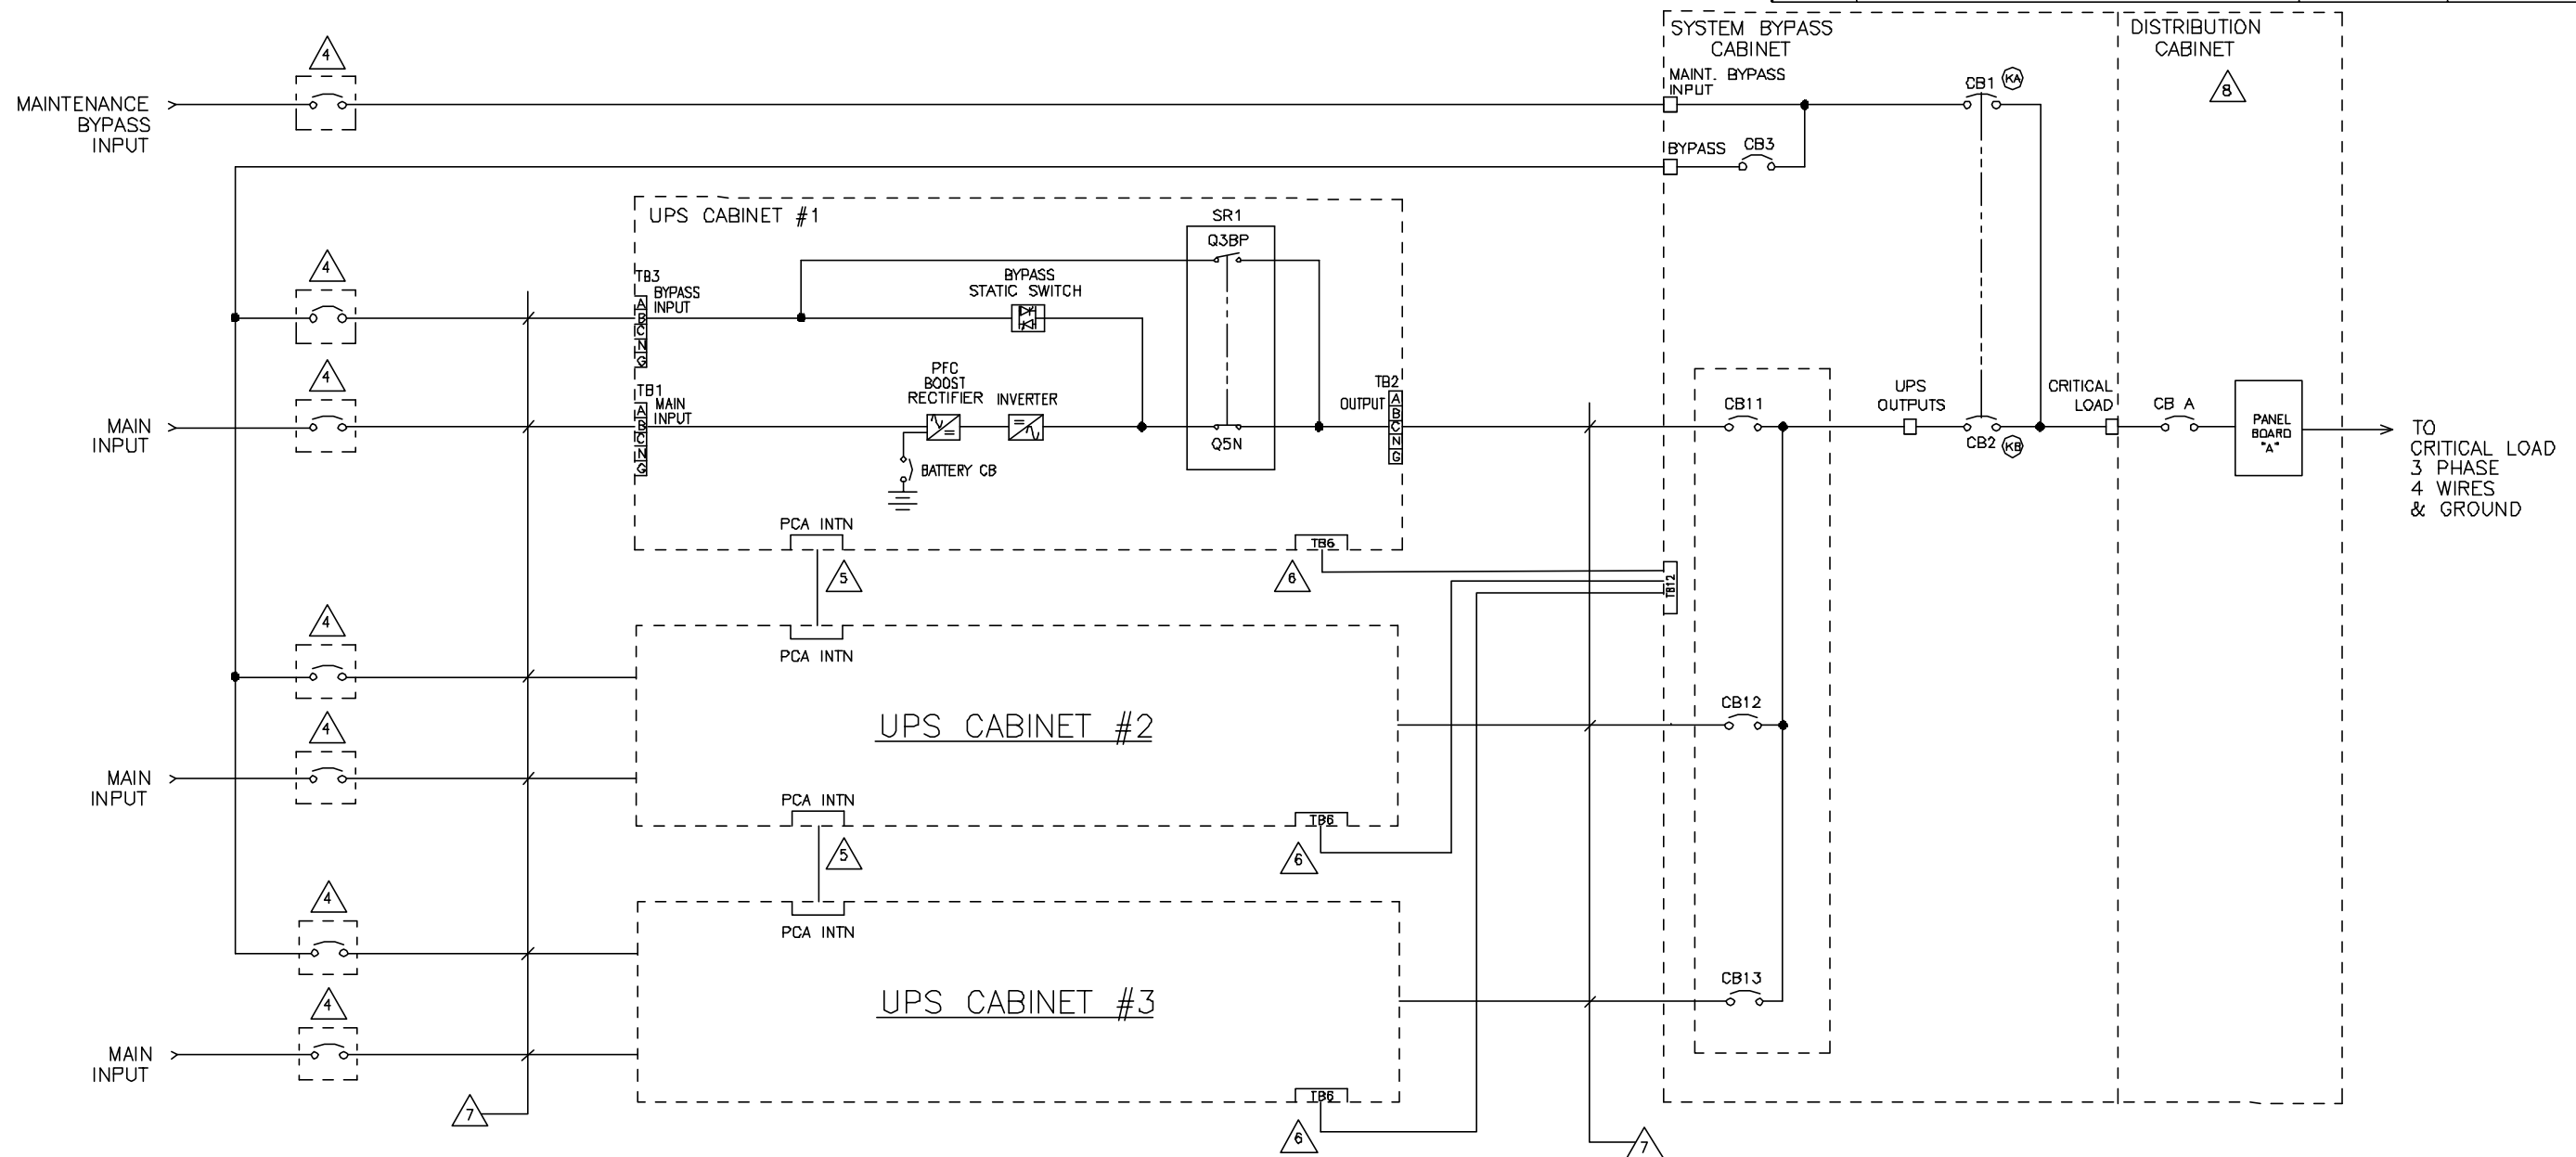 SYSTEM BYPASS
CABINET
DISTRIBUTION
CABINET
8
4
MAINTENANCE
BYPASS
INPUT
MAINT. BYPASS
INPUT
CB1
KA
BYPASS
CB3
UPS CABINET #1
SR1
Q3BP
4
TB3
BYPASS
INPUT
A
B
C
N
G
BYPASS
STATIC SWITCH
4
MAIN
INPUT
TB1
MAIN
INPUT
A
B
C
N
G
PFC
BOOST
RECTIFIER
INVERTER
BATTERY CB
Q5N
TB2
OUTPUT
A
B
C
N
G
CB11
UPS
OUTPUTS
CB2
KB
CRITICAL
LOAD
CB A
PANEL
BOARD
"A"
TO
CRITICAL LOAD
3 PHASE
4 WIRES
& GROUND
PCA INTN
TB6
5
6
TB12
4
PCA INTN
UPS CABINET #2
CB12
4
MAIN
INPUT
PCA INTN
TB6
5
6
4
PCA INTN
UPS CABINET #3
CB13
4
MAIN
INPUT
TB6
7
6
7